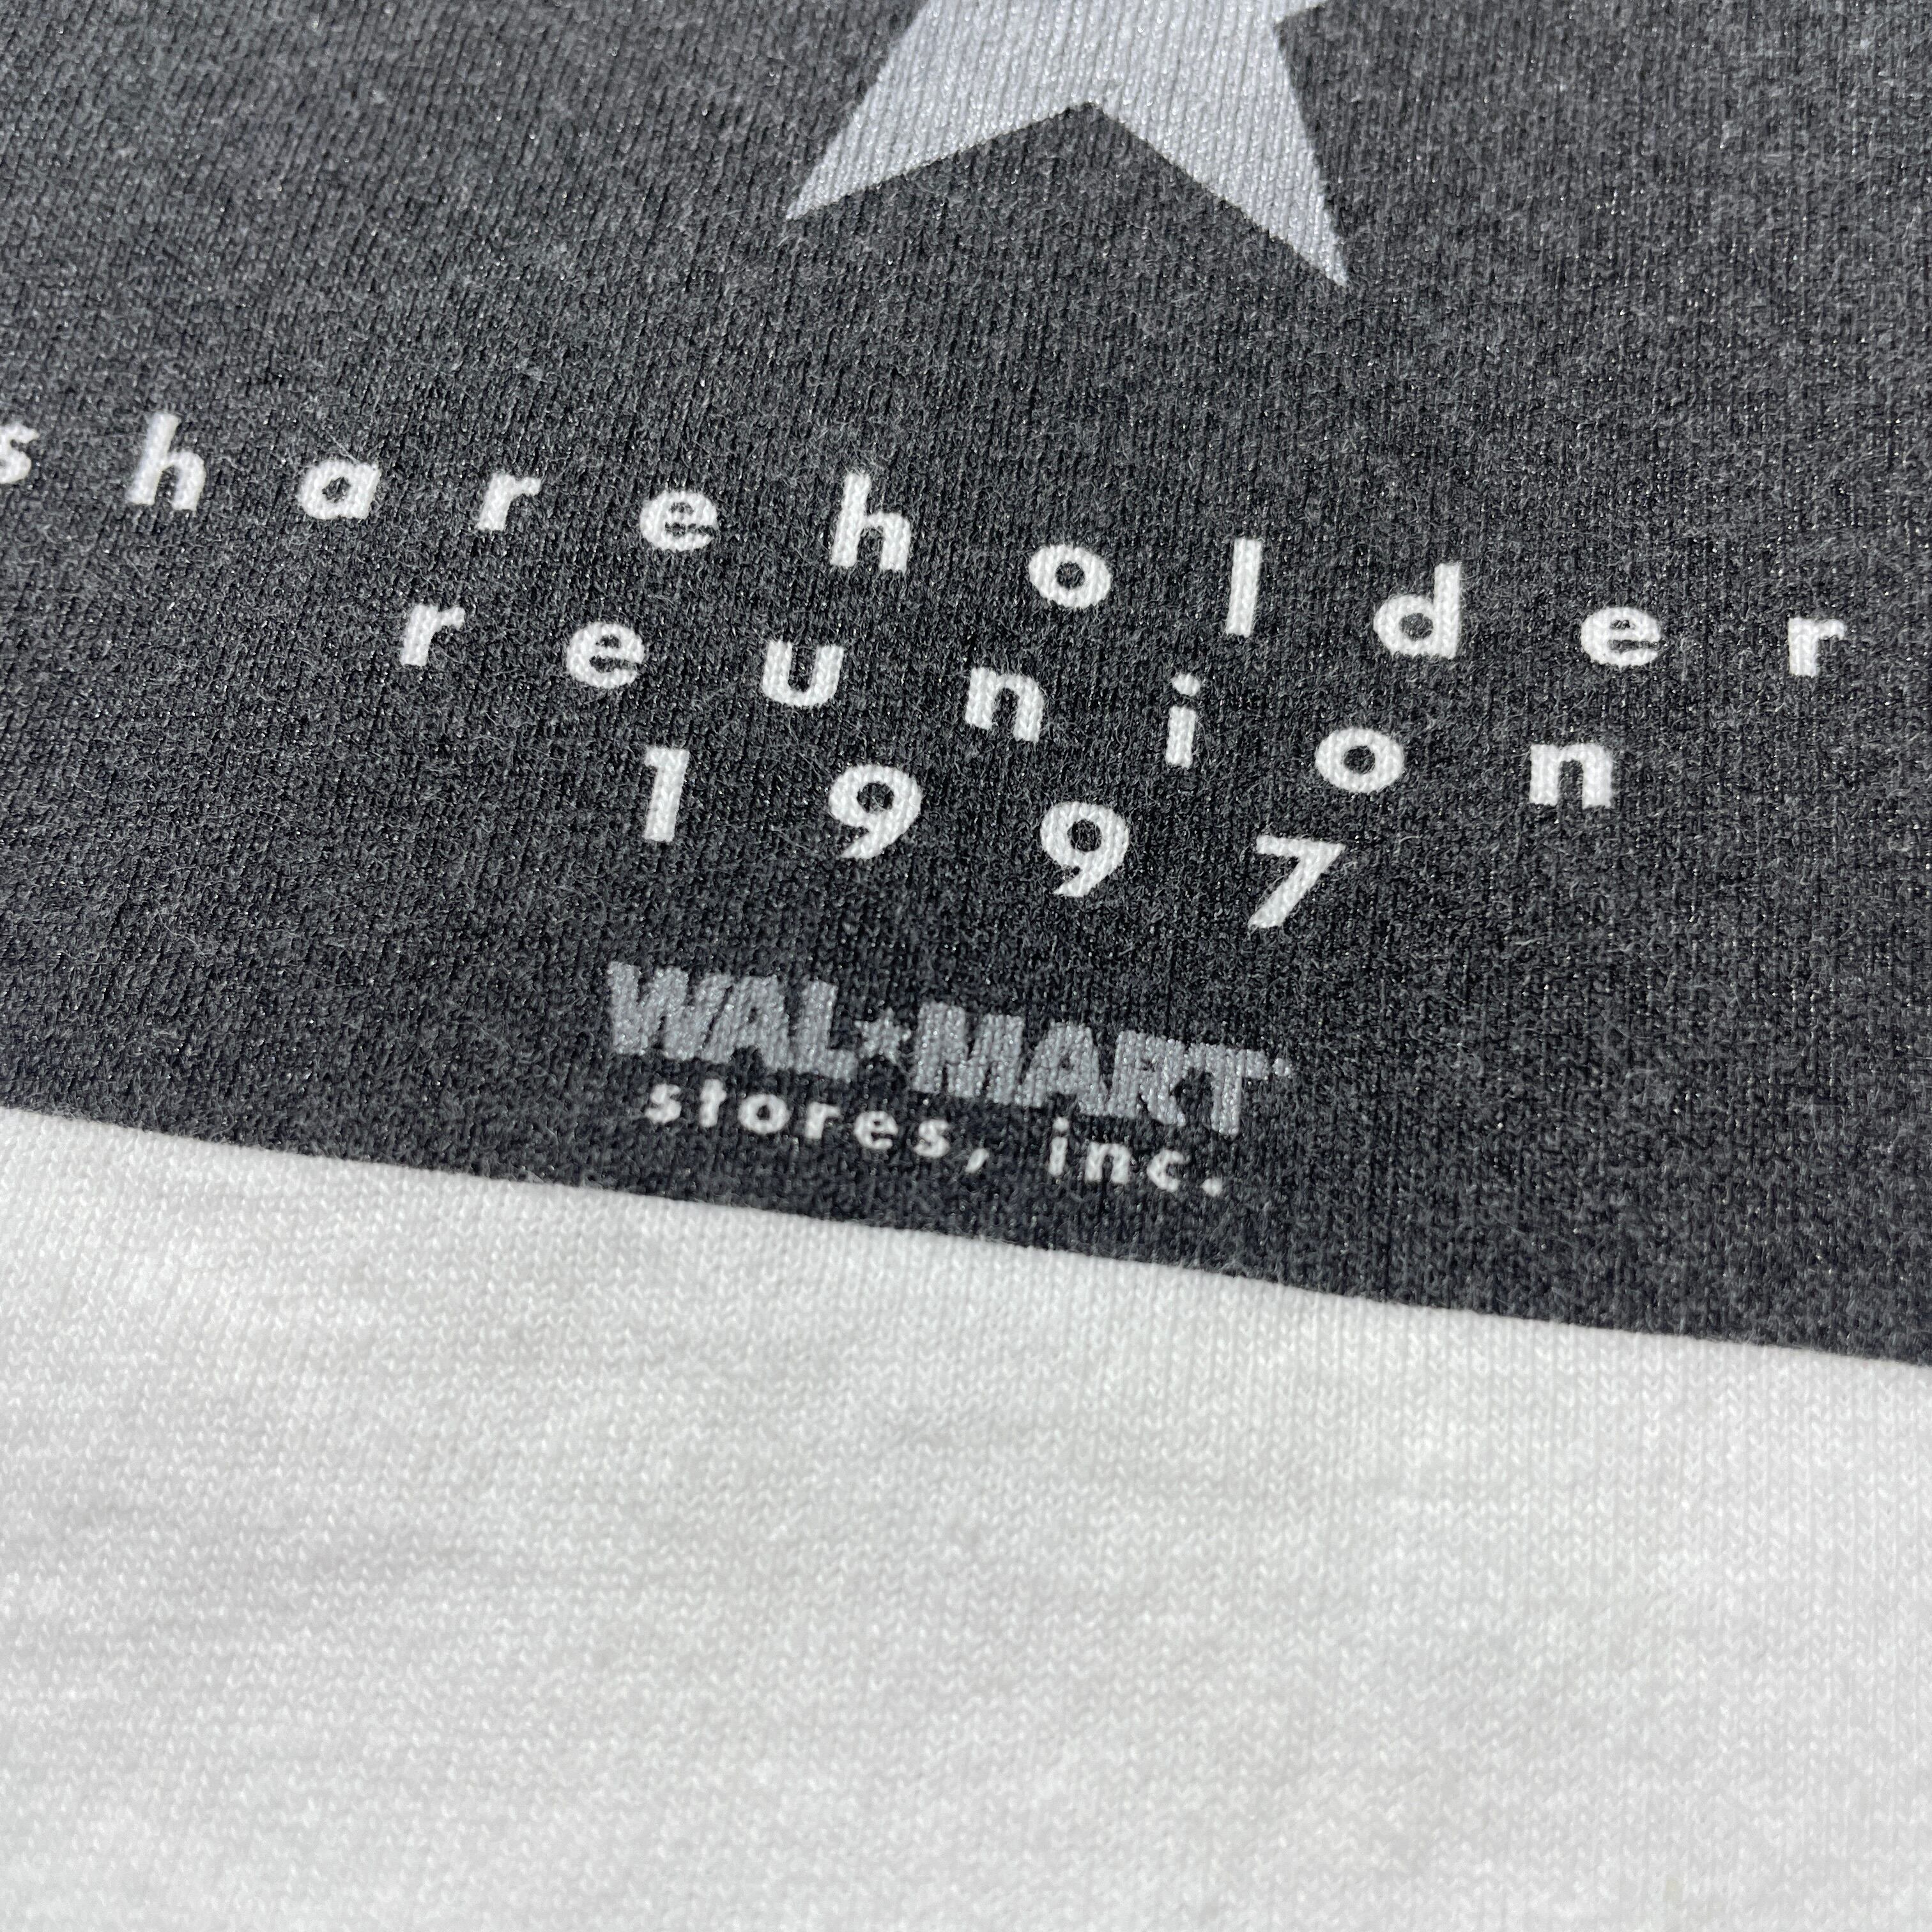 shareholder
reunion
1997
WAL★MART
stores, inc.